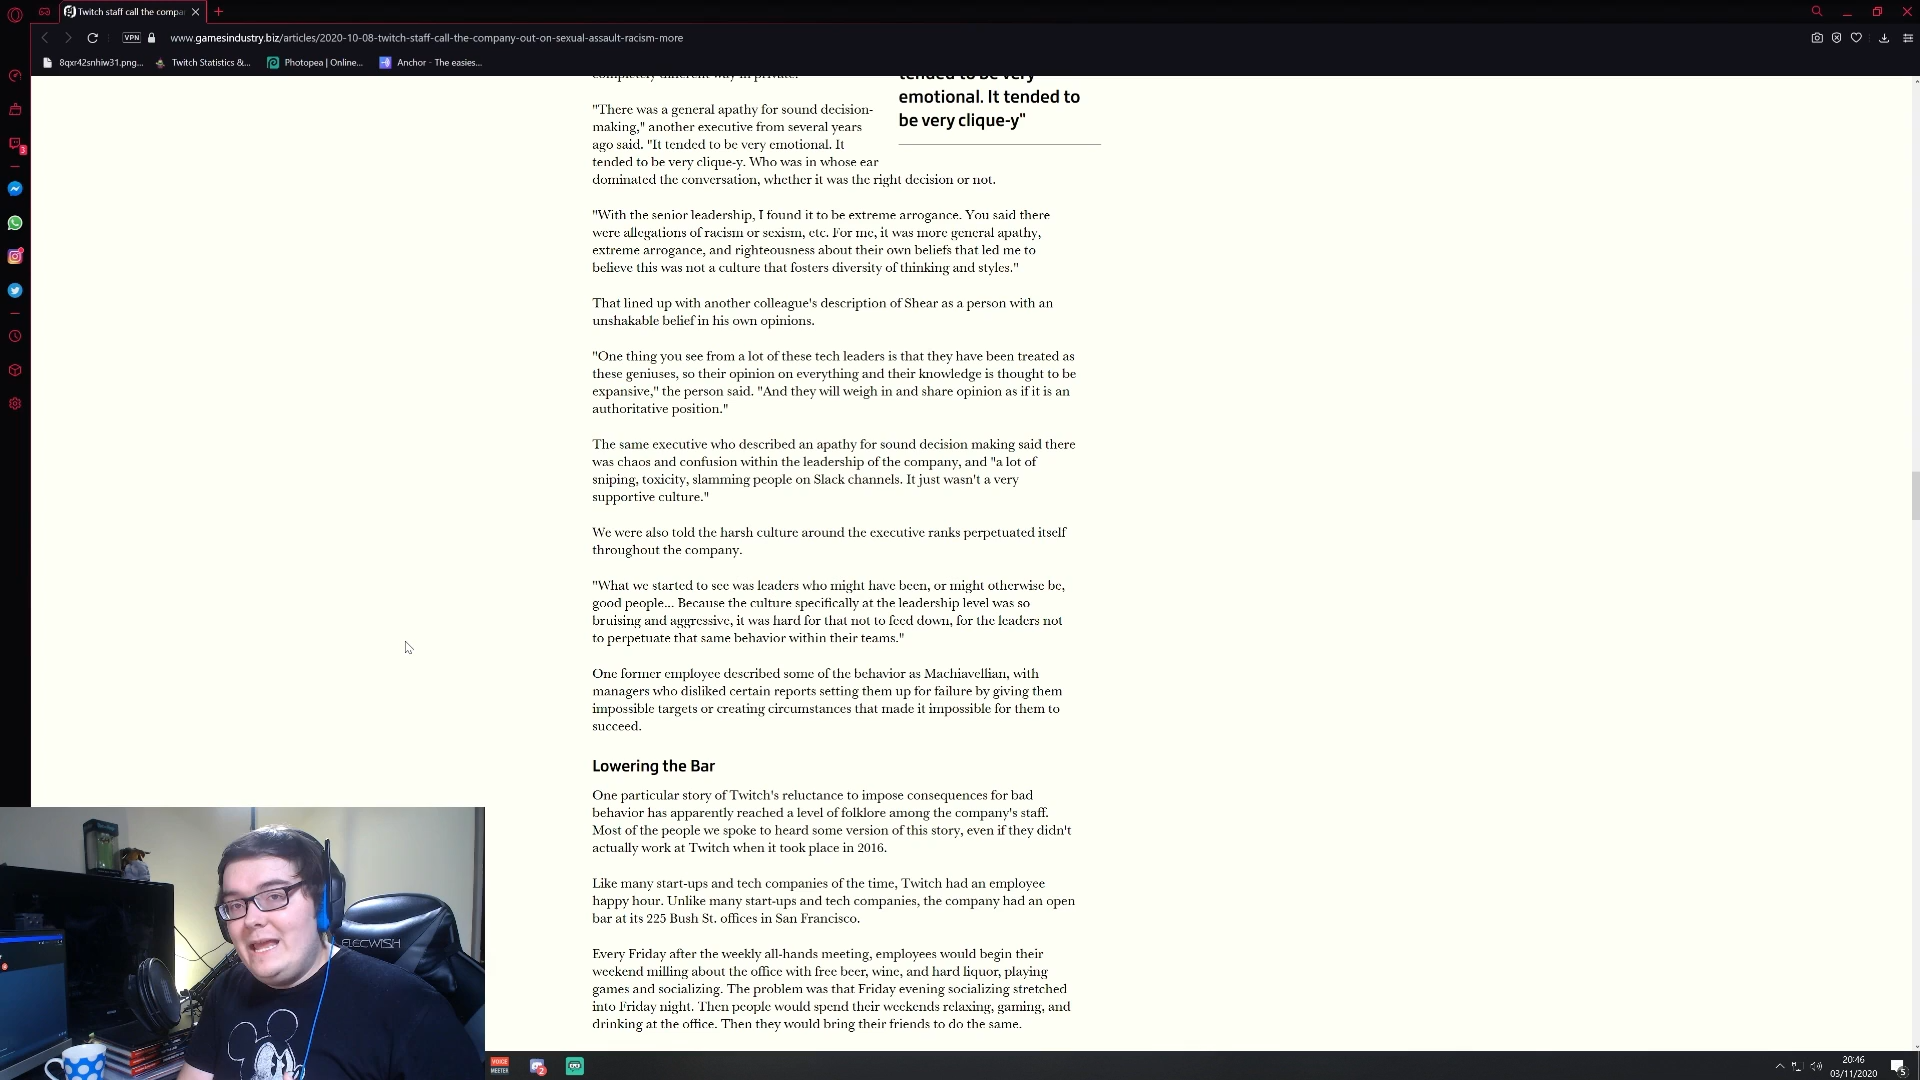 Twitch staff call the compa
www.gamesindustry.biz/articles/2020-10-08-twitch-staff-call-the-company-out-on-sexual-assault-racism-more
VPN
8qxr42snhiw31.png...
Twitch Statistics &...
Photopea | Online...
Anchor - The easies...
completely different way in private.
tended to be very
emotional. It tended to
be very clique-y"
"There was a general apathy for sound decision-
making," another executive from several years
ago said. "It tended to be very emotional. It
tended to be very clique-y. Who was in whose ear
dominated the conversation, whether it was the right decision or not.
"With the senior leadership, I found it to be extreme arrogance. You said there
were allegations of racism or sexism, etc. For me, it was more general apathy,
extreme arrogance, and righteousness about their own beliefs that led me to
believe this was not a culture that fosters diversity of thinking and styles."
That lined up with another colleague's description of Shear as a person with an
unshakable belief in his own opinions.
"One thing you see from a lot of these tech leaders is that they have been treated as
these geniuses, so their opinion on everything and their knowledge is thought to be
expansive," the person said. "And they will weigh in and share opinion as if it is an
authoritative position."
The same executive who described an apathy for sound decision making said there
was chaos and confusion within the leadership of the company, and "a lot of
sniping, toxicity, slamming people on Slack channels. It just wasn't a very
supportive culture."
We were also told the harsh culture around the executive ranks perpetuated itself
throughout the company.
"What we started to see was leaders who might have been, or might otherwise be,
good people... Because the culture specifically at the leadership level was so
bruising and aggressive, it was hard for that not to feed down, for the leaders not
to perpetuate that same behavior within their teams."
One former employee described some of the behavior as Machiavellian, with
managers who disliked certain reports setting them up for failure by giving them
impossible targets or creating circumstances that made it impossible for them to
succeed.
Lowering the Bar
One particular story of Twitch's reluctance to impose consequences for bad
behavior has apparently reached a level of folklore among the company's staff.
Most of the people we spoke to heard some version of this story, even if they didn't
actually work at Twitch when it took place in 2016.
Like many start-ups and tech companies of the time, Twitch had an employee
happy hour. Unlike many start-ups and tech companies, the company had an open
bar at its 225 Bush St. offices in San Francisco.
Every Friday after the weekly all-hands meeting, employees would begin their
weekend milling about the office with free beer, wine, and hard liquor, playing
games and socializing. The problem was that Friday evening socializing stretched
into Friday night. Then people would spend their weekends relaxing, gaming, and
drinking at the office. Then they would bring their friends to do the same.
ELECWISH
VOICE
MEETER
2
20:46
03/11/2020
5
3